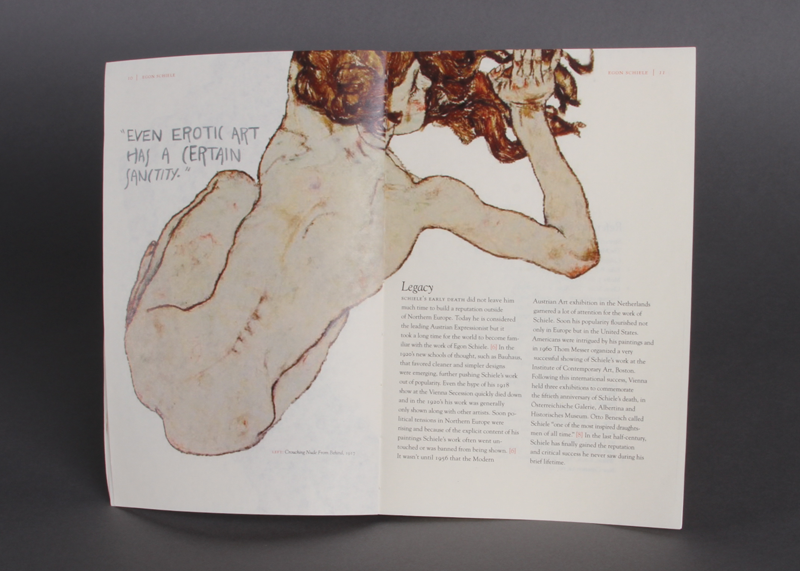 EGON SCHIELE
"EVEN EROTIC ART
HAS A CERTAIN
SANCTITY."
Crouching Nude From Behind, 1917
EGON SCHIELE
Legacy
SCHIELE'S EARLY DEATH did not leave him
much time to build a reputation outside
of Northern Europe. Today he is considered
the leading Austrian Expressionist but it
took a long time for the world to become fam-
iliar with the work of Egon Schiele. [6] In the
1920's new schools of thought, such as Bauhaus,
that favored cleaner and simpler designs
were emerging, further pushing Schiele's work
out of popularity. Even the hype of his 1918
show at the Vienna Secession quickly died down
and in the 1920's his work was generally
only shown along with other artists. Soon po-
litical tensions in Northern Europe were
rising and because of the explicit content of his
paintings Schiele's work often went un-
touched or was banned from being shown. [6]
It wasn't until 1956 that the Modern
Austrian Art exhibition in the Netherlands
garnered a lot of attention for the work of
Schiele. Soon his popularity flourished not
only in Europe but in the United States.
Americans were intrigued by his paintings and
in 1960 Thom Messer organized a very
successful showing of Schiele's work at the
Institute of Contemporary Art, Boston.
Following this international success, Vienna
held three exhibitions to commemorate
the fiftieth anniversary of Schiele's death, in
Österreichische Galerie, Albertina and
Historisches Museum. Otto Benesch called
Schiele "one of the most inspired draughts-
men of all time." [6] In the last half-century,
Schiele has finally gained the reputation
and critical success he never saw during his
brief lifetime.